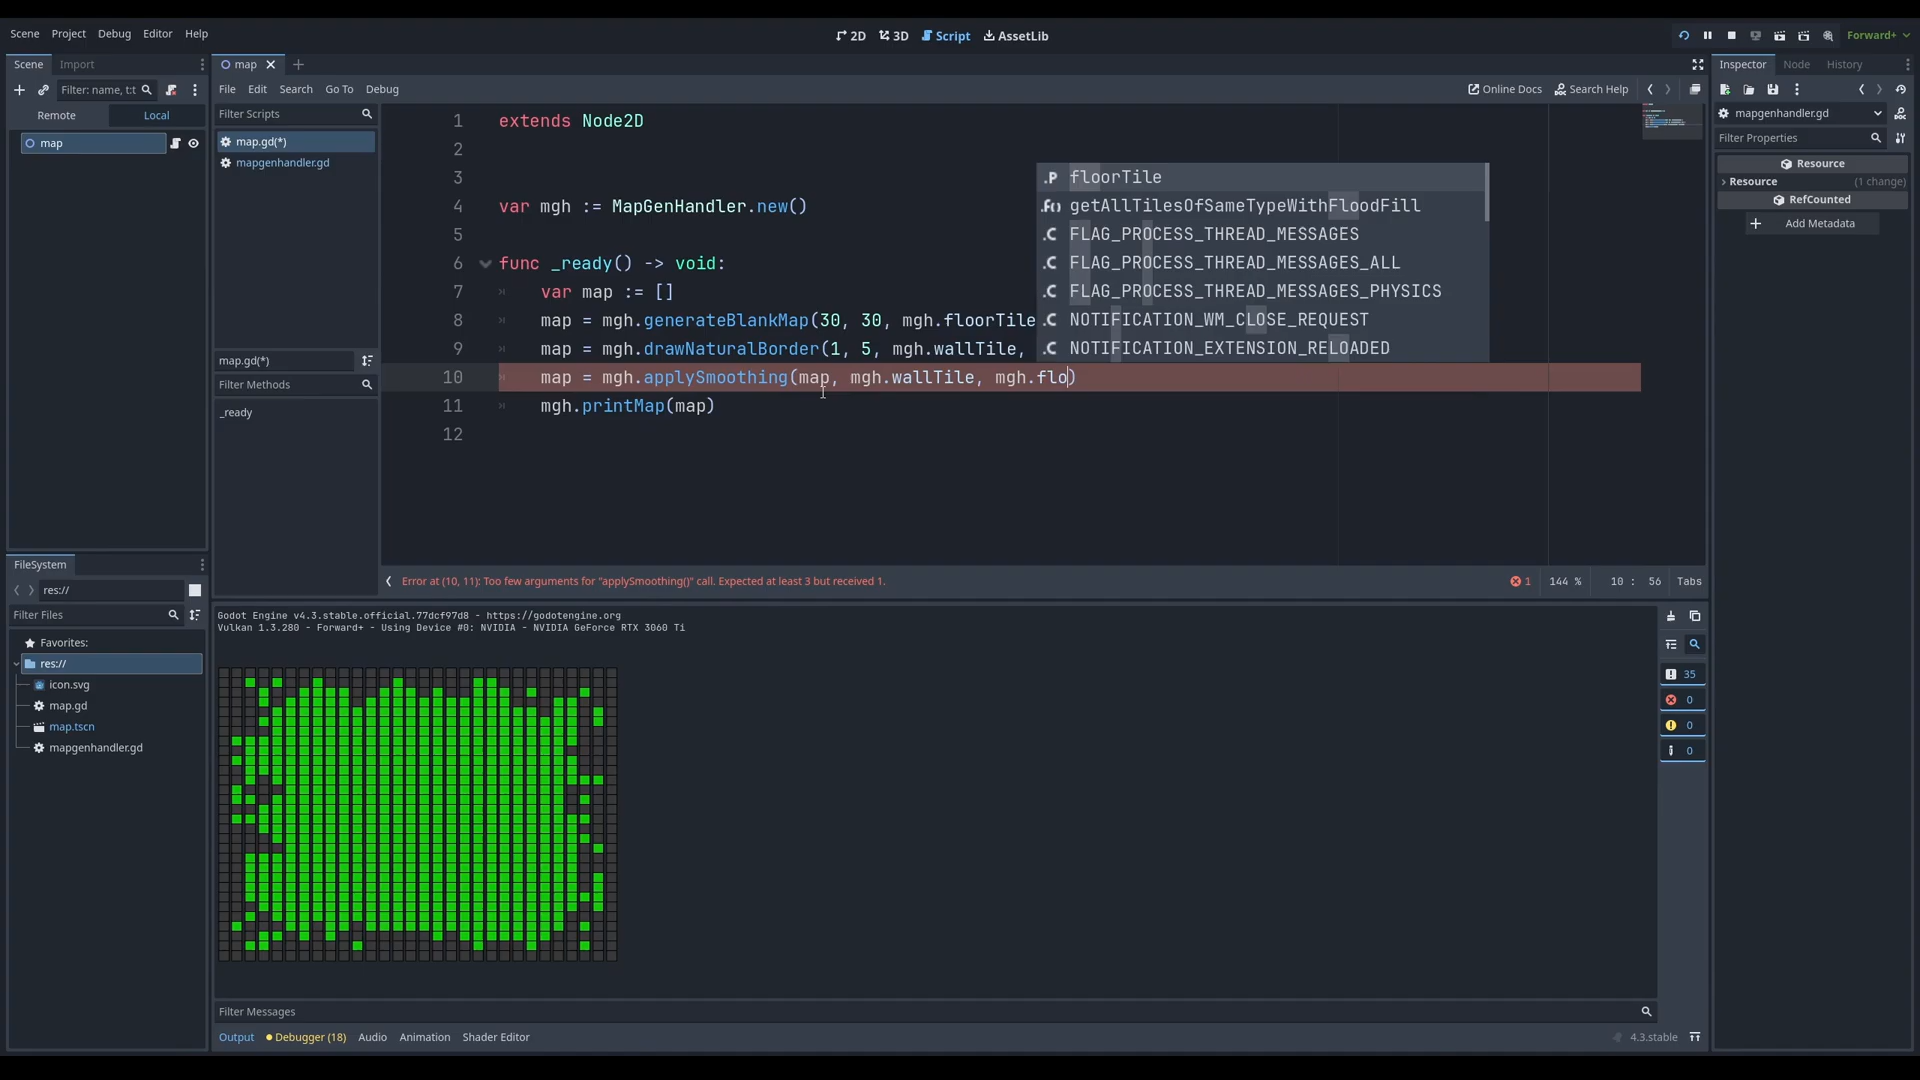 Scene Project Debug Editor Help
2D 3D Script AssetLib
Forward+
Scene Import
map
Inspector Node History
Filter: name, t:t
File Edit Search Go To Debug
Online Docs Search Help
Remote Local
Filter Scripts
mapgenhandler.gd
map
map.gd(*)
mapgenhandler.gd
Filter Properties
Resource
Resource (1 change)
RefCounted
Add Metadata
1 extends Node2D
2
3
4 var mgh := MapGenHandler.new()
5
6 func _ready() -> void:
7 var map := []
8 map = mgh.generateBlankMap(30, 30, mgh.floorTile
9 map = mgh.drawNaturalBorder(1, 5, mgh.wallTile,
10 map = mgh.applySmoothing(map, mgh.wallTile, mgh.flo)
11 mgh.printMap(map)
12
.P floorTile
.f() getAllTilesOfSameTypeWithFloodFill
.C FLAG_PROCESS_THREAD_MESSAGES
.C FLAG_PROCESS_THREAD_MESSAGES_ALL
.C FLAG_PROCESS_THREAD_MESSAGES_PHYSICS
.C NOTIFICATION_WM_CLOSE_REQUEST
.C NOTIFICATION_EXTENSION_RELOADED
map.gd(*)
Filter Methods
_ready
FileSystem
res://
Filter Files
Favorites:
res://
icon.svg
map.gd
map.tscn
mapgenhandler.gd
Error at (10, 11): Too few arguments for "applySmoothing()" call. Expected at least 3 but received 1.
1 144 % 10 : 56 Tabs
Godot Engine v4.3.stable.official.77dcf97d8 - https://godotengine.org
Vulkan 1.3.280 - Forward+ - Using Device #0: NVIDIA - NVIDIA GeForce RTX 3060 Ti
35
0
0
0
Filter Messages
Output Debugger (18) Audio Animation Shader Editor
4.3.stable